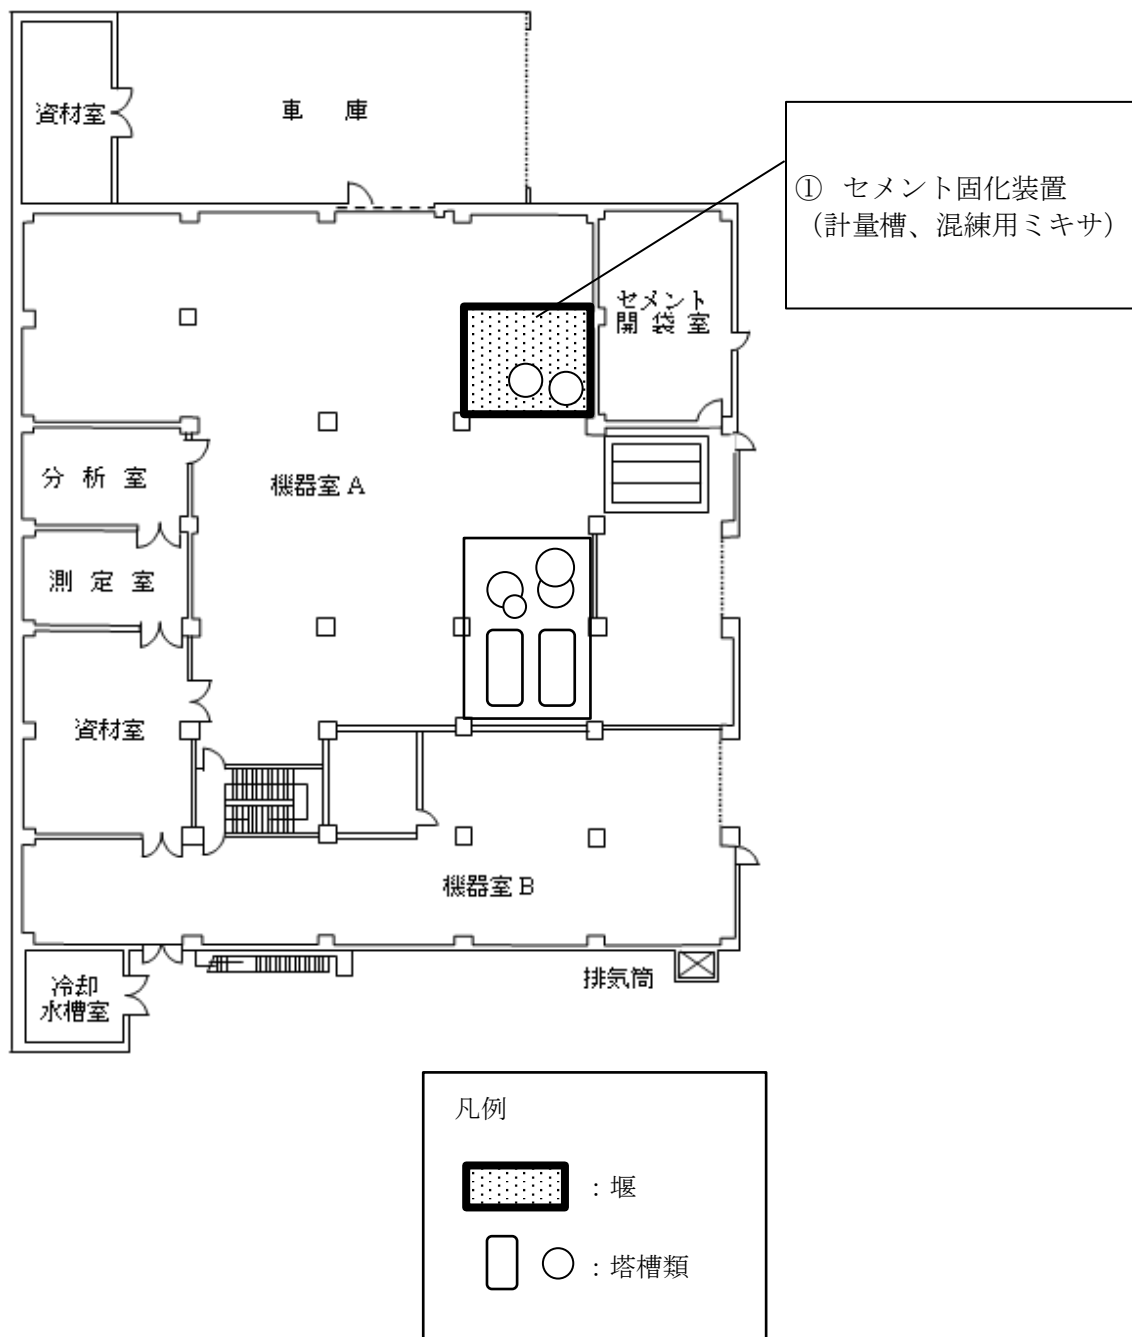 資材室
車　庫
① セメント固化装置
（計量槽、混練用ミキサ）
セメント
開 袋 室
分 析 室
機器室 A
測 定 室
資材室
機器室 B
排気筒
冷却
水槽室
凡例
：堰
：塔槽類